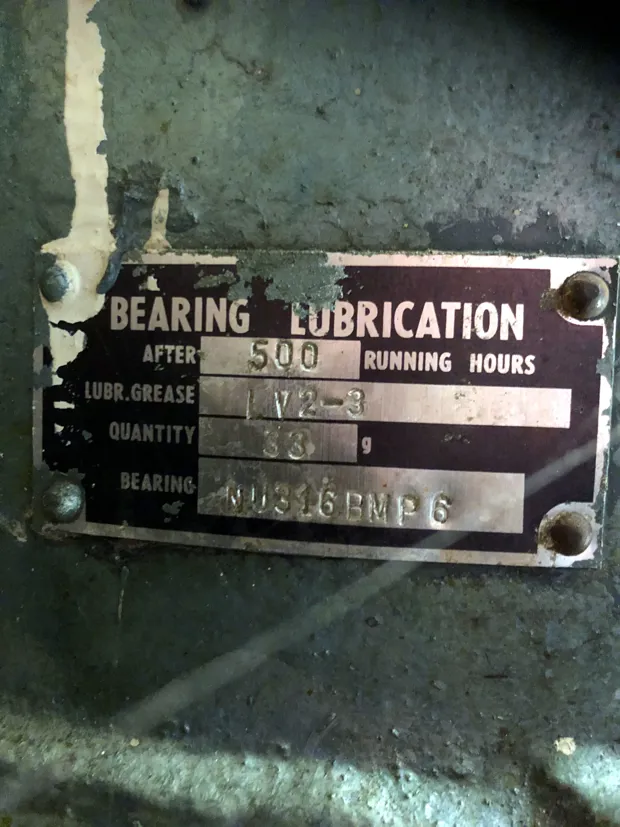 BEARING LUBRICATION
AFTER 500 RUNNING HOURS
LUBR.GREASE LV2-3
QUANTITY 33 g
BEARING NU316BMP6